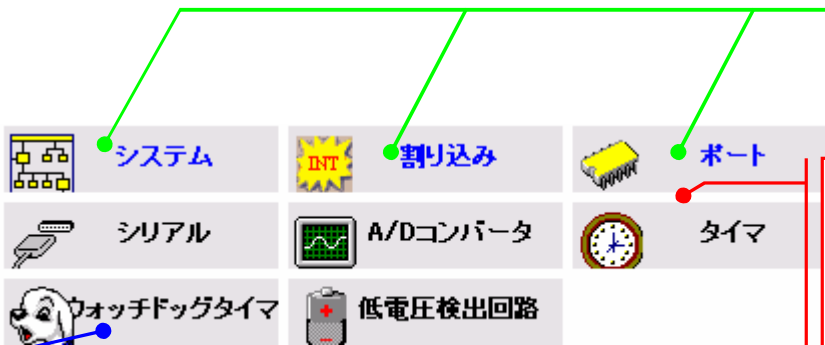 システム
INT
割り込み
ポート
シリアル
A/Dコンバータ
タイマ
ウォッチドッグタイマ
低電圧検出回路